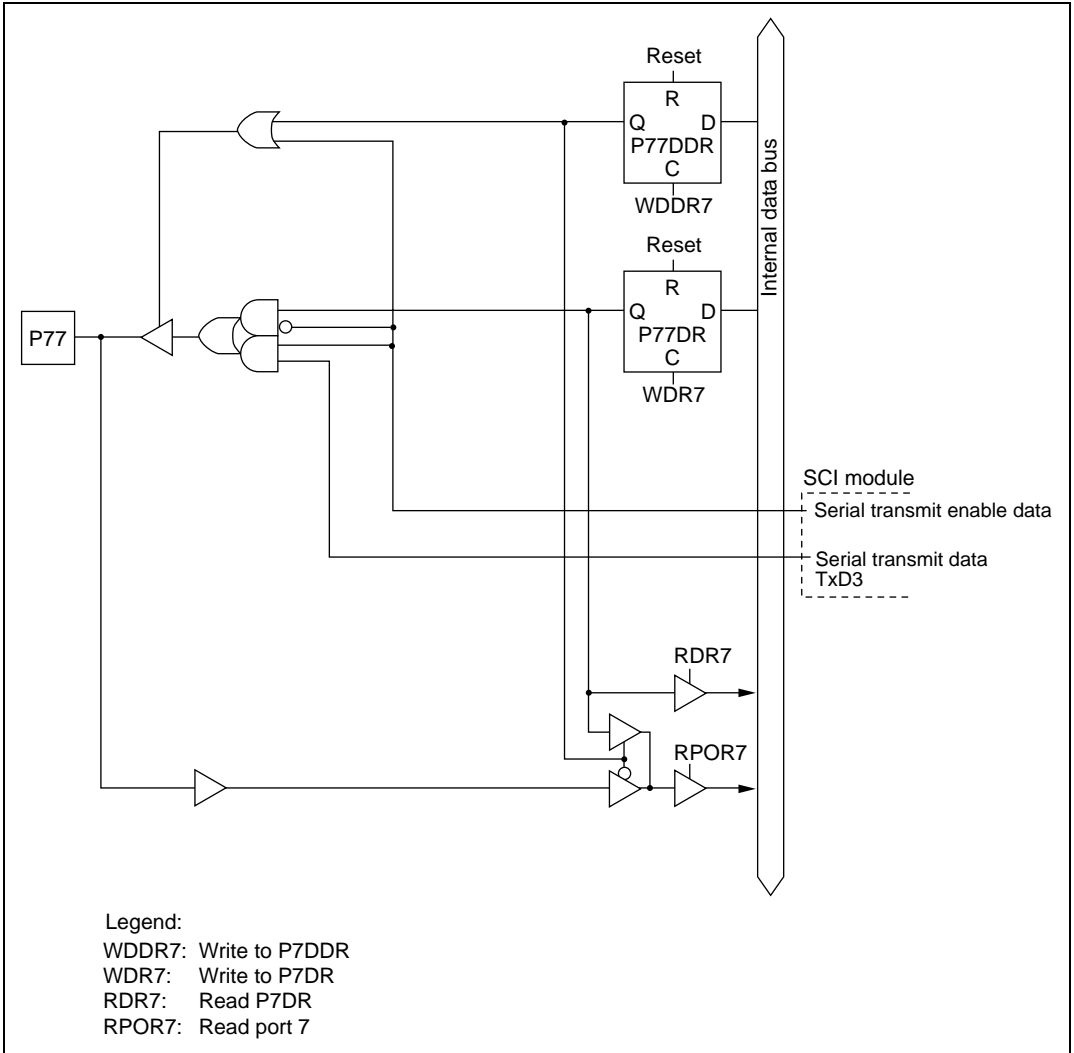 Reset
R
Q D
P77DDR
C
WDDR7
Reset
R
Q D
P77DR
C
WDR7
Internal data bus
P77
SCI module
Serial transmit enable data
Serial transmit data
TxD3
RDR7
RPOR7
Legend:
WDDR7: Write to P7DDR
WDR7: Write to P7DR
RDR7: Read P7DR
RPOR7: Read port 7